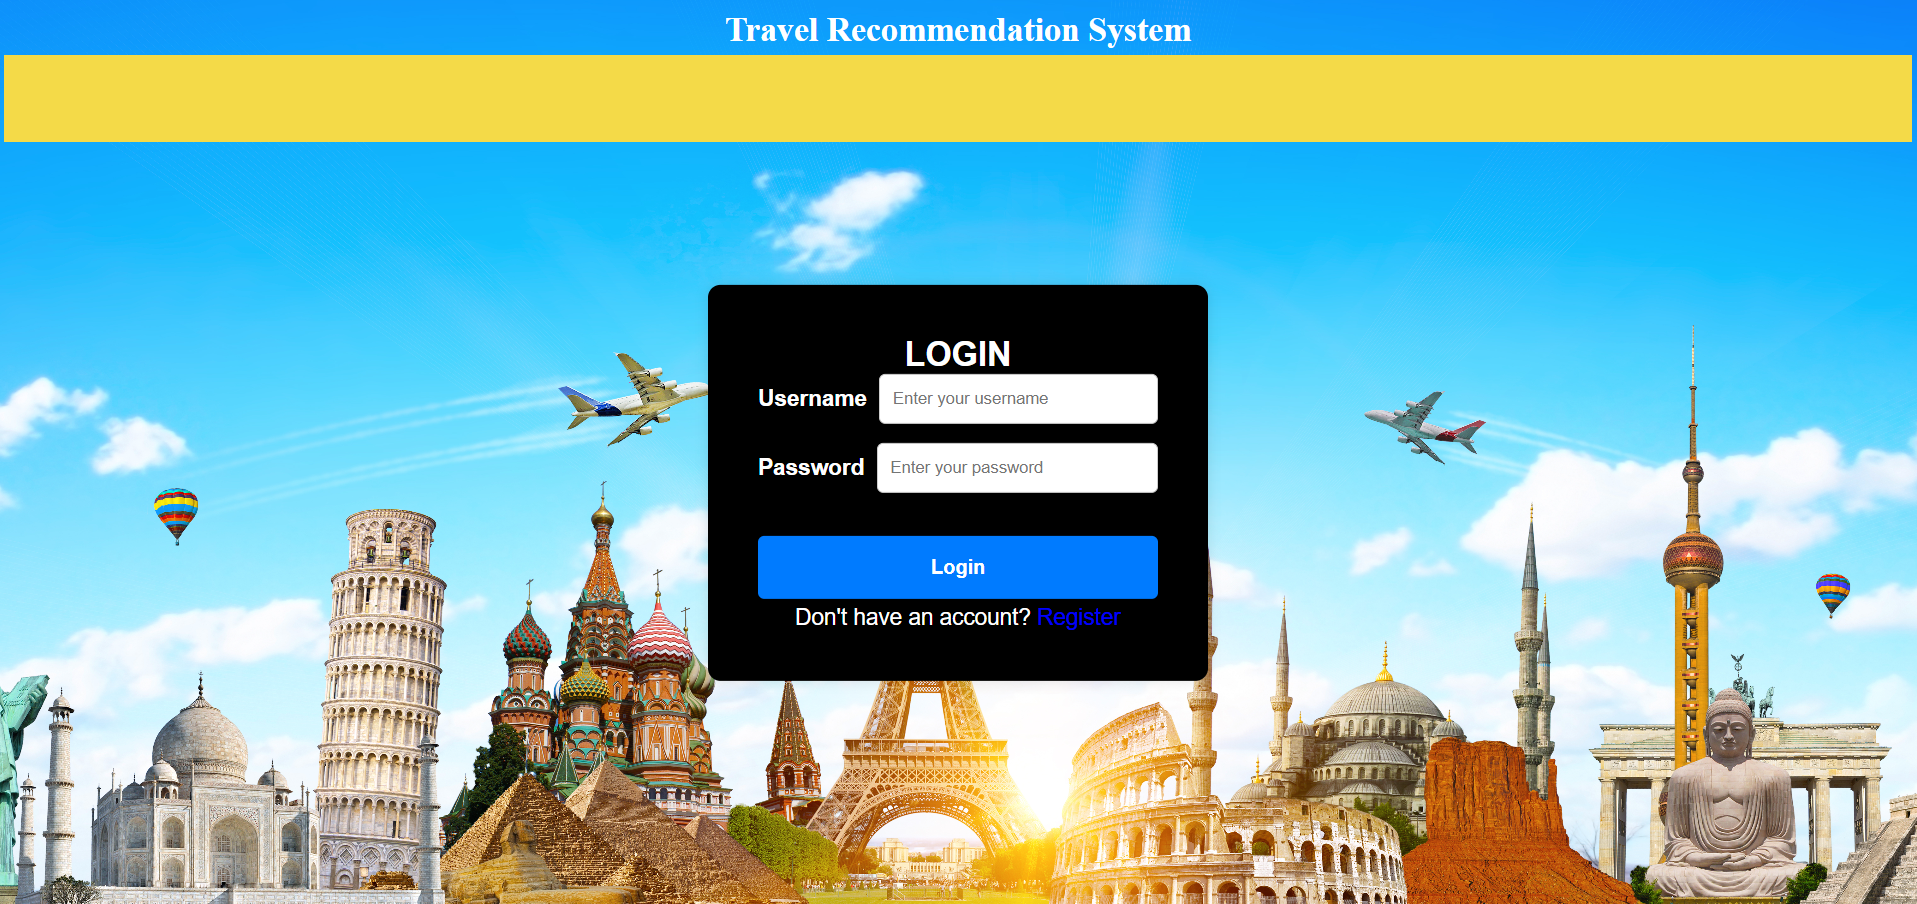 Travel Recommendation System
LOGIN
Username Enter your username
Password Enter your password
Login
Don't have an account? Register